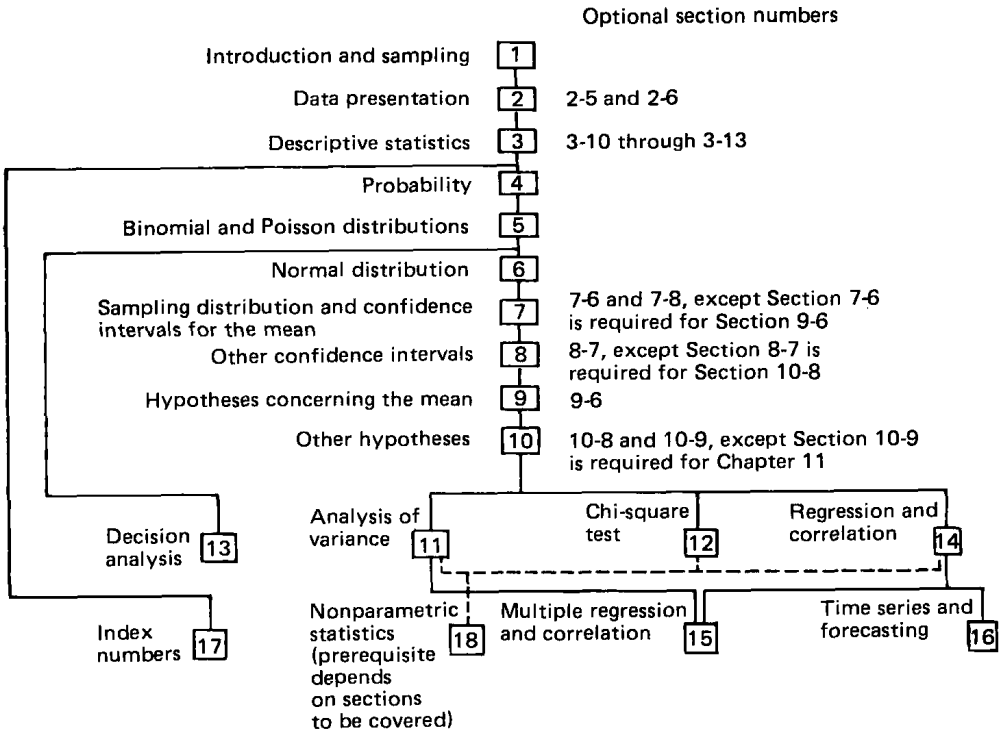 Optional section numbers
Introduction and sampling 1
Data presentation 2 2-5 and 2-6
Descriptive statistics 3 3-10 through 3-13
Probability 4
Binomial and Poisson distributions 5
Normal distribution 6
Sampling distribution and confidence
intervals for the mean 7 7-6 and 7-8, except Section 7-6
is required for Section 9-6
Other confidence intervals 8 8-7, except Section 8-7 is
required for Section 10-8
Hypotheses concerning the mean 9 9-6
Other hypotheses 10 10-8 and 10-9, except Section 10-9
is required for Chapter 11
Decision
analysis 13
Analysis of
variance 11
Chi-square
test 12
Regression and
correlation 14
Index
numbers 17
Nonparametric
statistics 18
(prerequisite
depends
on sections
to be covered)
Multiple regression
and correlation 15
Time series and
forecasting 16